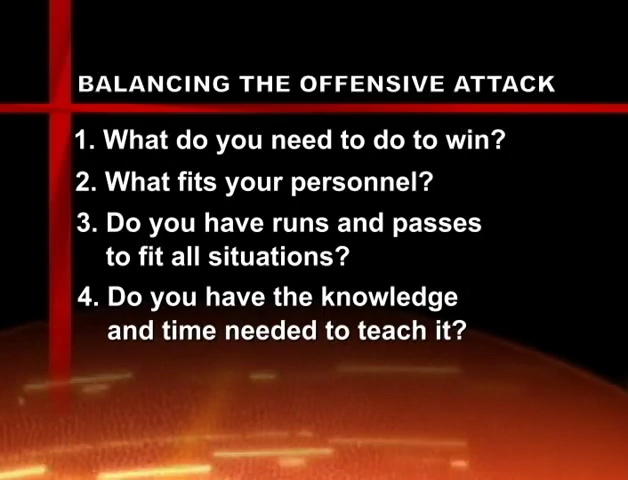 BALANCING THE OFFENSIVE ATTACK
1. What do you need to do to win?
2. What fits your personnel?
3. Do you have runs and passes
to fit all situations?
4. Do you have the knowledge
and time needed to teach it?